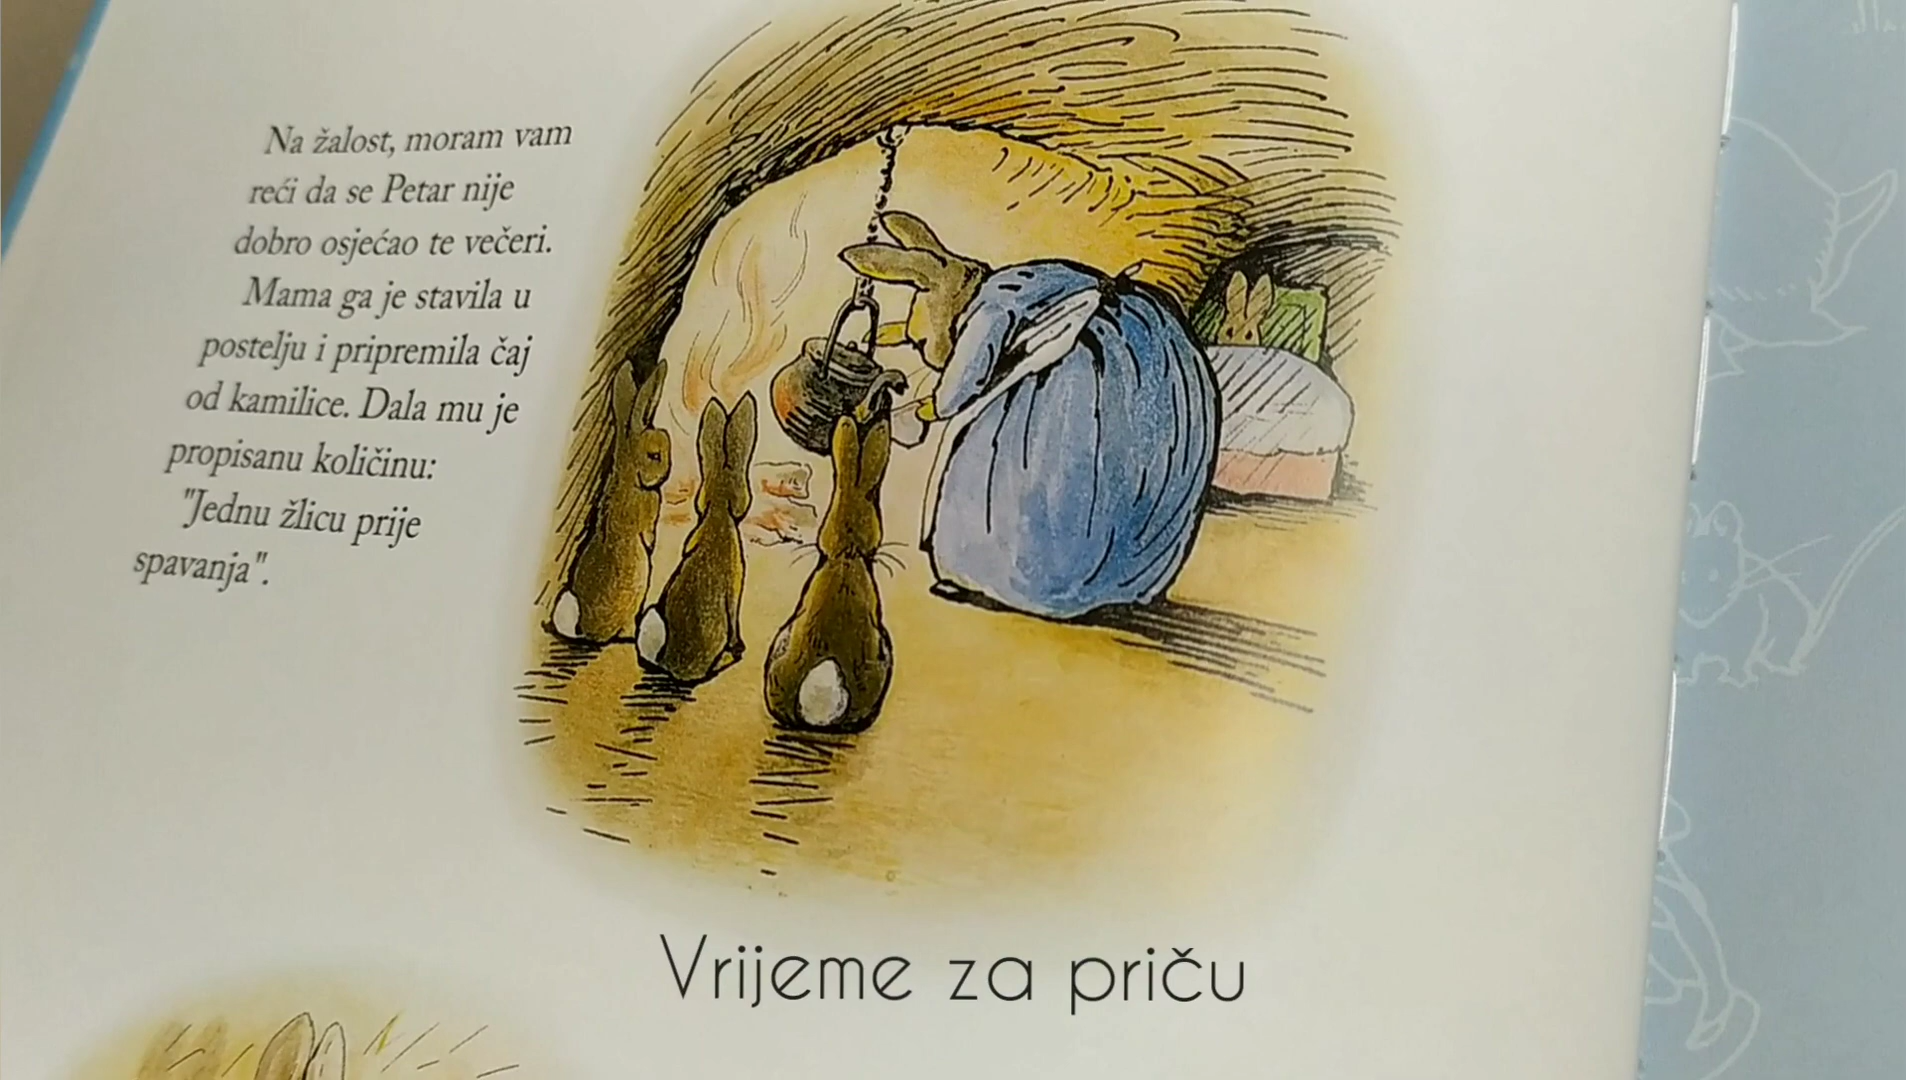 Na žalost, moram vam
reći da se Petar nije
dobro osjećao te večeri.
Mama ga je stavila u
postelju i pripremila čaj
od kamilice. Dala mu je
propisanu količinu:
"Jednu žlicu prije
spavanja".
Vrijeme za priču